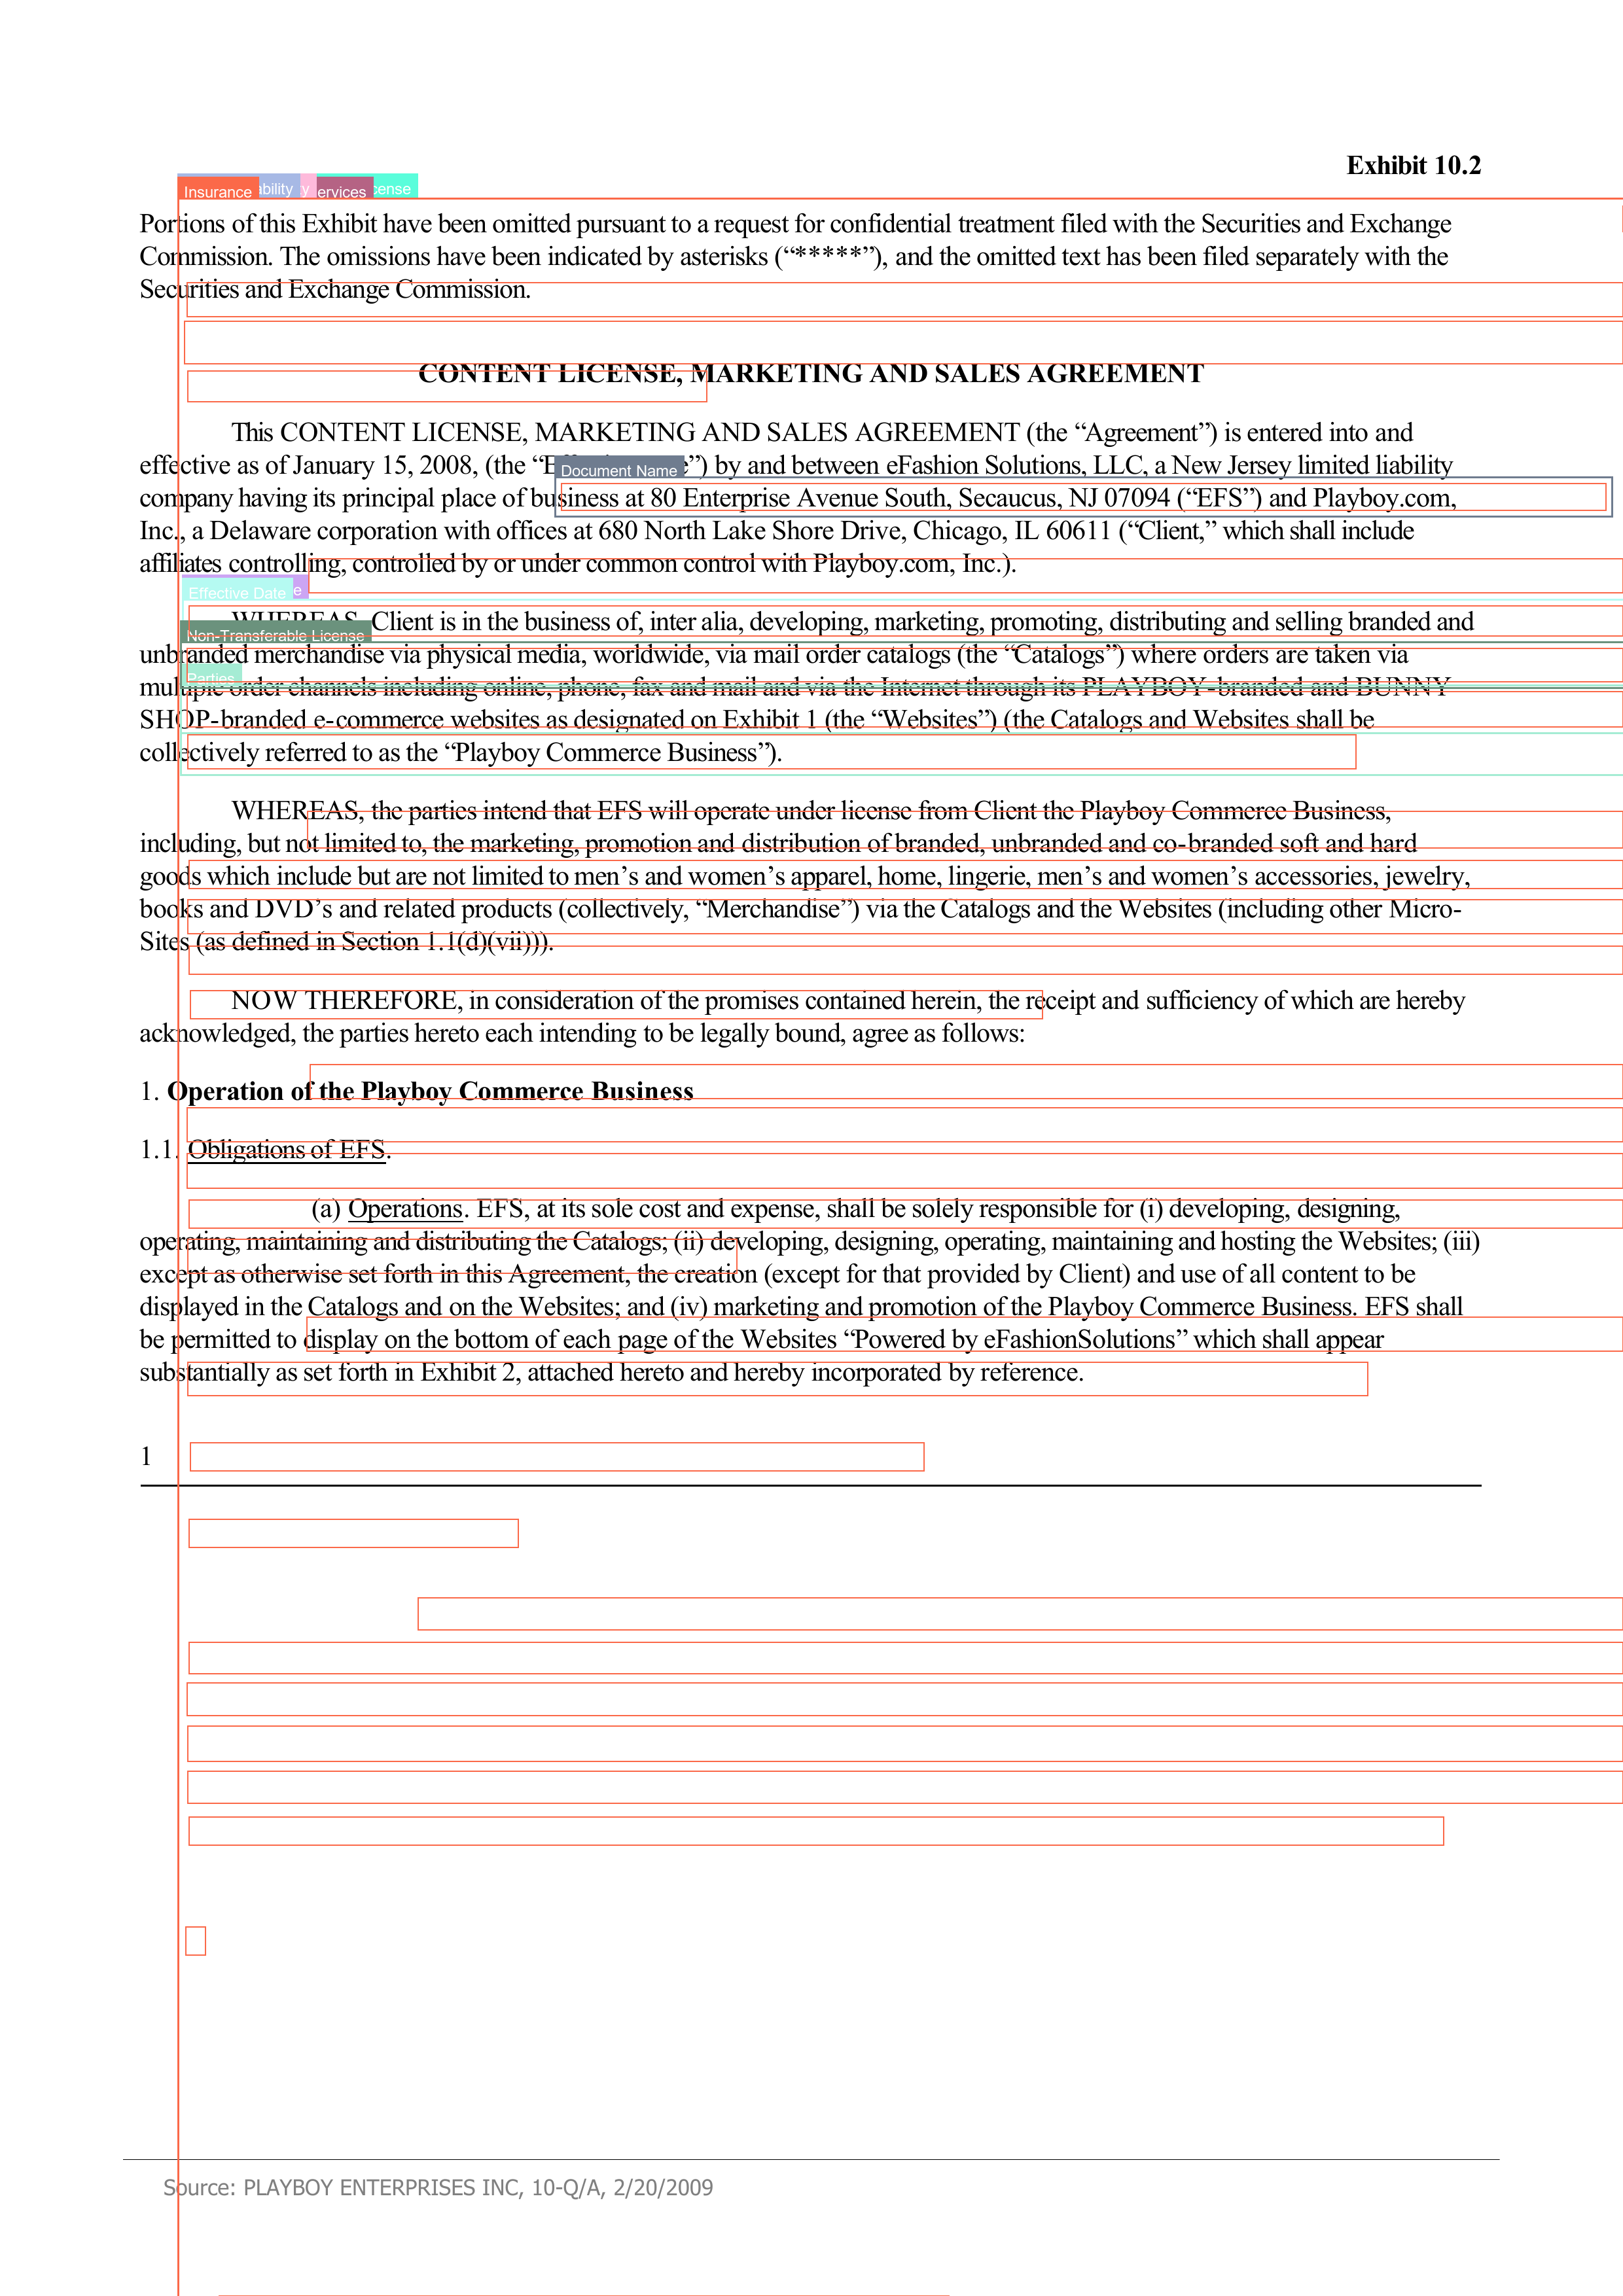 Exhibit 10.2
Insurance ability y ervices cense
Portions of this Exhibit have been omitted pursuant to a request for confidential treatment filed with the Securities and Exchange
Commission. The omissions have been indicated by asterisks (“*****”), and the omitted text has been filed separately with the
Securities and Exchange Commission.
CONTENT LICENSE, MARKETING AND SALES AGREEMENT
This CONTENT LICENSE, MARKETING AND SALES AGREEMENT (the “Agreement”) is entered into and
effective as of January 15, 2008, (the “E e”) by and between eFashion Solutions, LLC, a New Jersey limited liability
Document Name
company having its principal place of business at 80 Enterprise Avenue South, Secaucus, NJ 07094 (“EFS”) and Playboy.com,
Inc., a Delaware corporation with offices at 680 North Lake Shore Drive, Chicago, IL 60611 (“Client,” which shall include
affiliates controlling, controlled by or under common control with Playboy.com, Inc.).
Effective Date e
WHEREAS, Client is in the business of, inter alia, developing, marketing, promoting, distributing and selling branded and
Non-Transferable License
unbranded merchandise via physical media, worldwide, via mail order catalogs (the “Catalogs”) where orders are taken via
Parties
multiple order channels including online, phone, fax and mail and via the Internet through its PLAYBOY-branded and BUNNY
SHOP-branded e-commerce websites as designated on Exhibit 1 (the “Websites”) (the Catalogs and Websites shall be
collectively referred to as the “Playboy Commerce Business”).
WHEREAS, the parties intend that EFS will operate under license from Client the Playboy Commerce Business,
including, but not limited to, the marketing, promotion and distribution of branded, unbranded and co-branded soft and hard
goods which include but are not limited to men’s and women’s apparel, home, lingerie, men’s and women’s accessories, jewelry,
books and DVD’s and related products (collectively, “Merchandise”) via the Catalogs and the Websites (including other Micro-
Sites (as defined in Section 1.1(d)(vii))).
NOW THEREFORE, in consideration of the promises contained herein, the receipt and sufficiency of which are hereby
acknowledged, the parties hereto each intending to be legally bound, agree as follows:
1. Operation of the Playboy Commerce Business
1.1. Obligations of EFS.
(a) Operations. EFS, at its sole cost and expense, shall be solely responsible for (i) developing, designing,
operating, maintaining and distributing the Catalogs; (ii) developing, designing, operating, maintaining and hosting the Websites; (iii)
except as otherwise set forth in this Agreement, the creation (except for that provided by Client) and use of all content to be
displayed in the Catalogs and on the Websites; and (iv) marketing and promotion of the Playboy Commerce Business. EFS shall
be permitted to display on the bottom of each page of the Websites “Powered by eFashionSolutions” which shall appear
substantially as set forth in Exhibit 2, attached hereto and hereby incorporated by reference.
1
Source: PLAYBOY ENTERPRISES INC, 10-Q/A, 2/20/2009